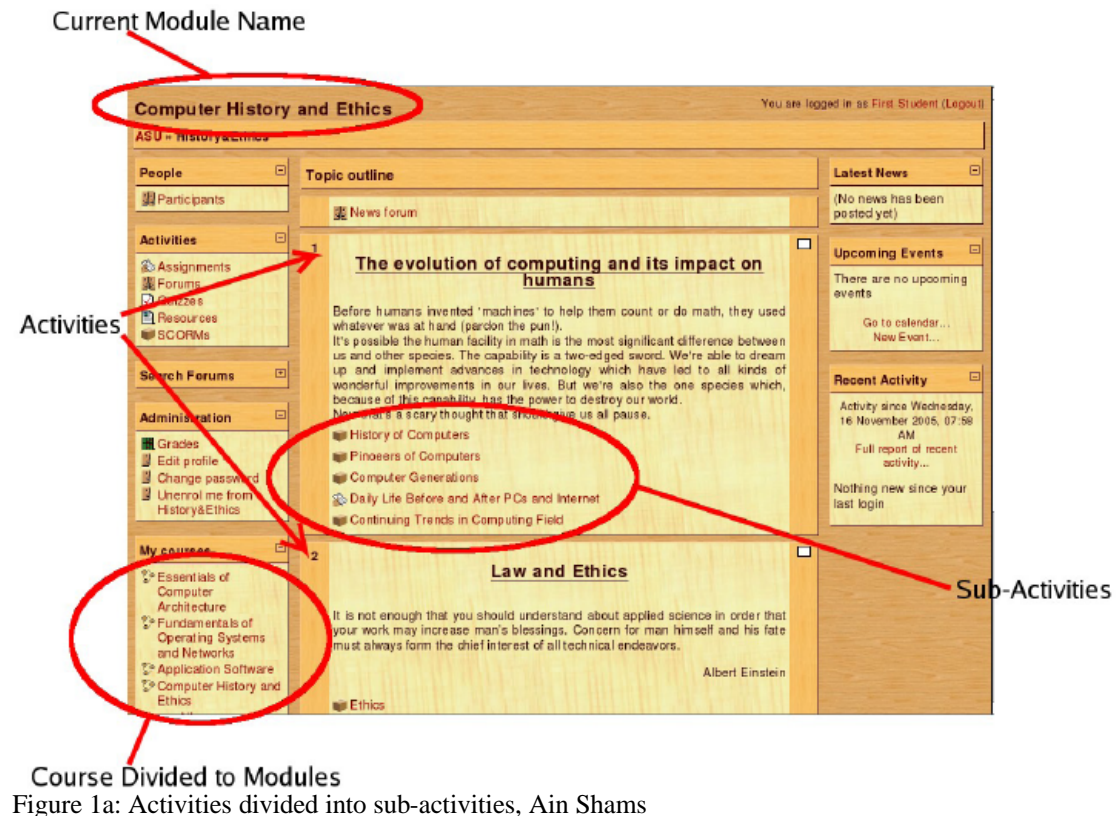 Current Module Name
Computer History and Ethics
You are logged in as First Student (Logout)
ASU » History&Ethics
People
Participants
Activities
Assignments
Forums
Quizzes
Resources
SCORMs
Search Forums
Administration
Grades
Edit profile
Change password
Unenrol me from
History&Ethics
My courses
Essentials of
Computer
Architecture
Fundamentals of
Operating Systems
and Networks
Application Software
Computer History and
Ethics
Topic outline
News forum
1
The evolution of computing and its impact on
humans
Before humans invented 'machines' to help them count or do math, they used
whatever was at hand (pardon the pun!).
It's possible the human facility in math is the most significant difference between
us and other species. The capability is a two-edged sword. We're able to dream
up and implement advances in technology which have led to all kinds of
wonderful improvements in our lives. But we're also the one species which,
because of this capability, has the power to destroy our world.
Now that's a scary thought that should give us all pause.
History of Computers
Pinoeers of Computers
Computer Generations
Daily Life Before and After PCs and Internet
Continuing Trends in Computing Field
2
Law and Ethics
It is not enough that you should understand about applied science in order that
your work may increase man's blessings. Concern for man himself and his fate
must always form the chief interest of all technical endeavors.
Albert Einstein
Ethics
Latest News
(No news has been
posted yet)
Upcoming Events
There are no upcoming
events
Go to calendar...
New Event...
Recent Activity
Activity since Wednesday,
16 November 2005, 07:58
AM
Full report of recent
activity...
Nothing new since your
last login
Activities
Sub-Activities
Course Divided to Modules
Figure 1a: Activities divided into sub-activities, Ain Shams